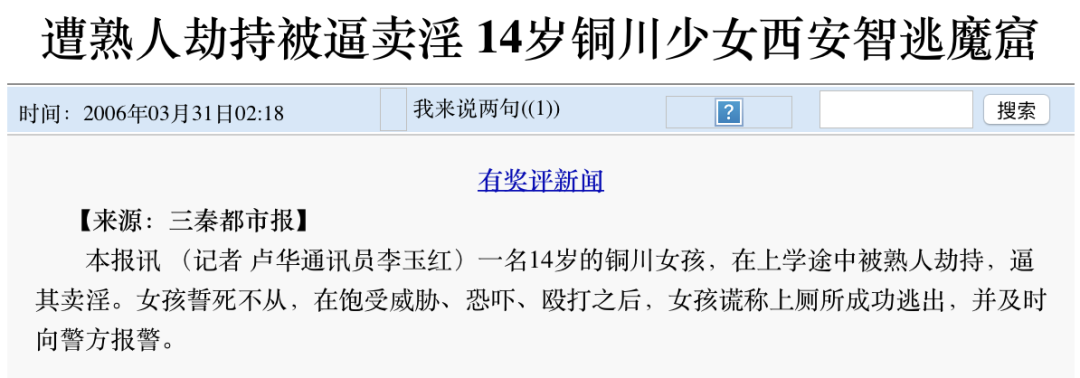 遭熟人劫持被逼卖淫 14岁铜川少女西安智逃魔窟
时间：2006年03月31日02:18 我来说两句((1)) ? 搜索
有奖评新闻
【来源：三秦都市报】
本报讯 （记者 卢华通讯员李玉红）一名14岁的铜川女孩，在上学途中被熟人劫持，逼
其卖淫。女孩誓死不从，在饱受威胁、恐吓、殴打之后，女孩谎称上厕所成功逃出，并及时
向警方报警。